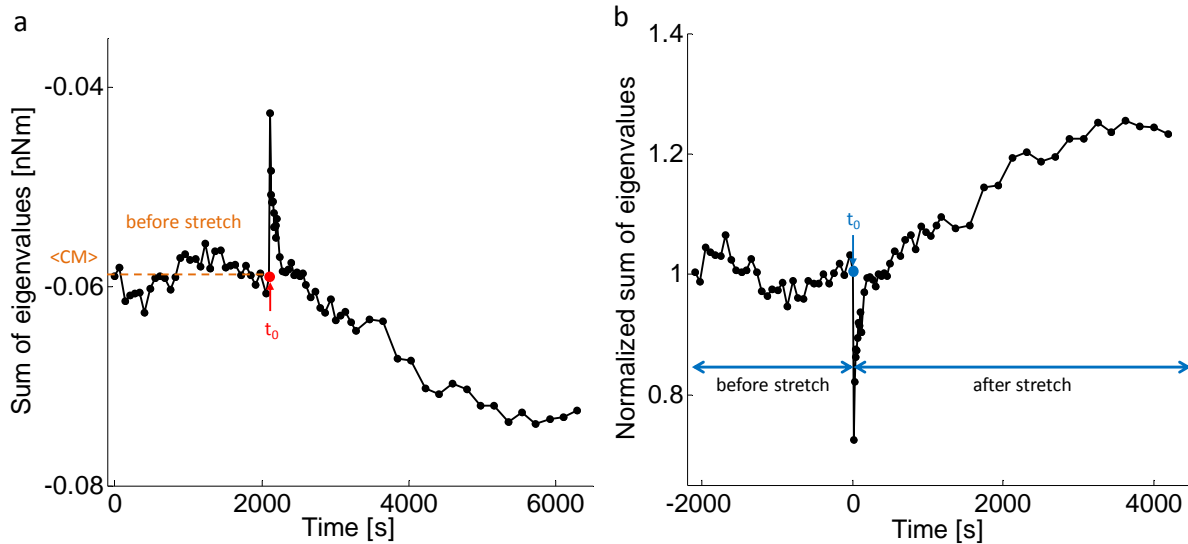 a
Sum of eigenvalues [nNm]
-0.04
-0.06
-0.08
<CM>
before stretch
t0
0
2000
4000
6000
Time [s]
b
Normalized sum of eigenvalues
1.4
1.2
1
0.8
t0
before stretch
after stretch
-2000
0
2000
4000
Time [s]